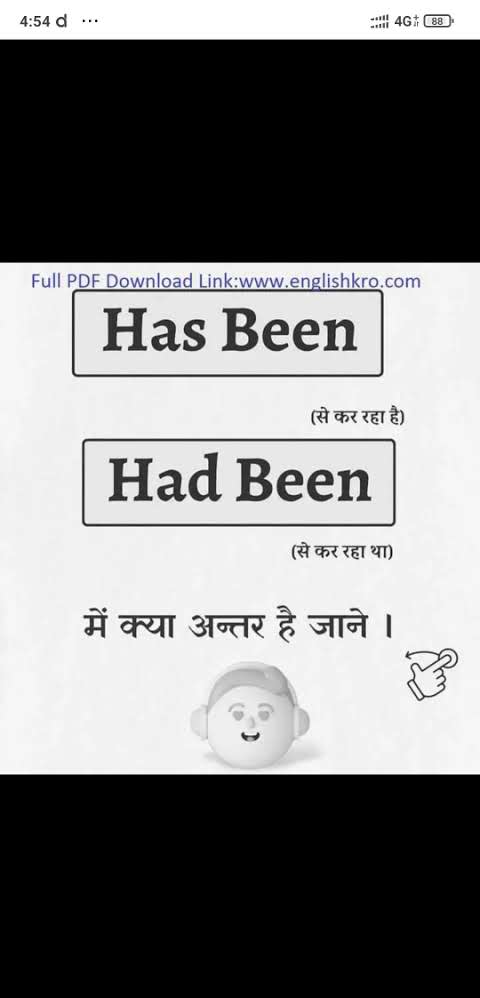 4:54 d ...
4G 88
Full PDF Download Link:www.englishkro.com
Has Been
(से कर रहा है)
Had Been
(से कर रहा था)
में क्या अन्तर है जाने ।